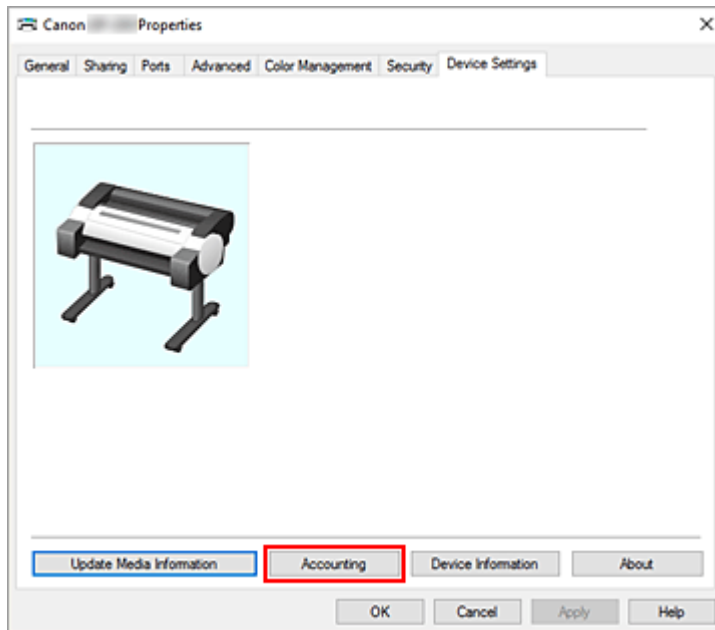 Canon Properties
General Sharing Ports Advanced Color Management Security Device Settings
Update Media Information Accounting Device Information About
OK Cancel Apply Help